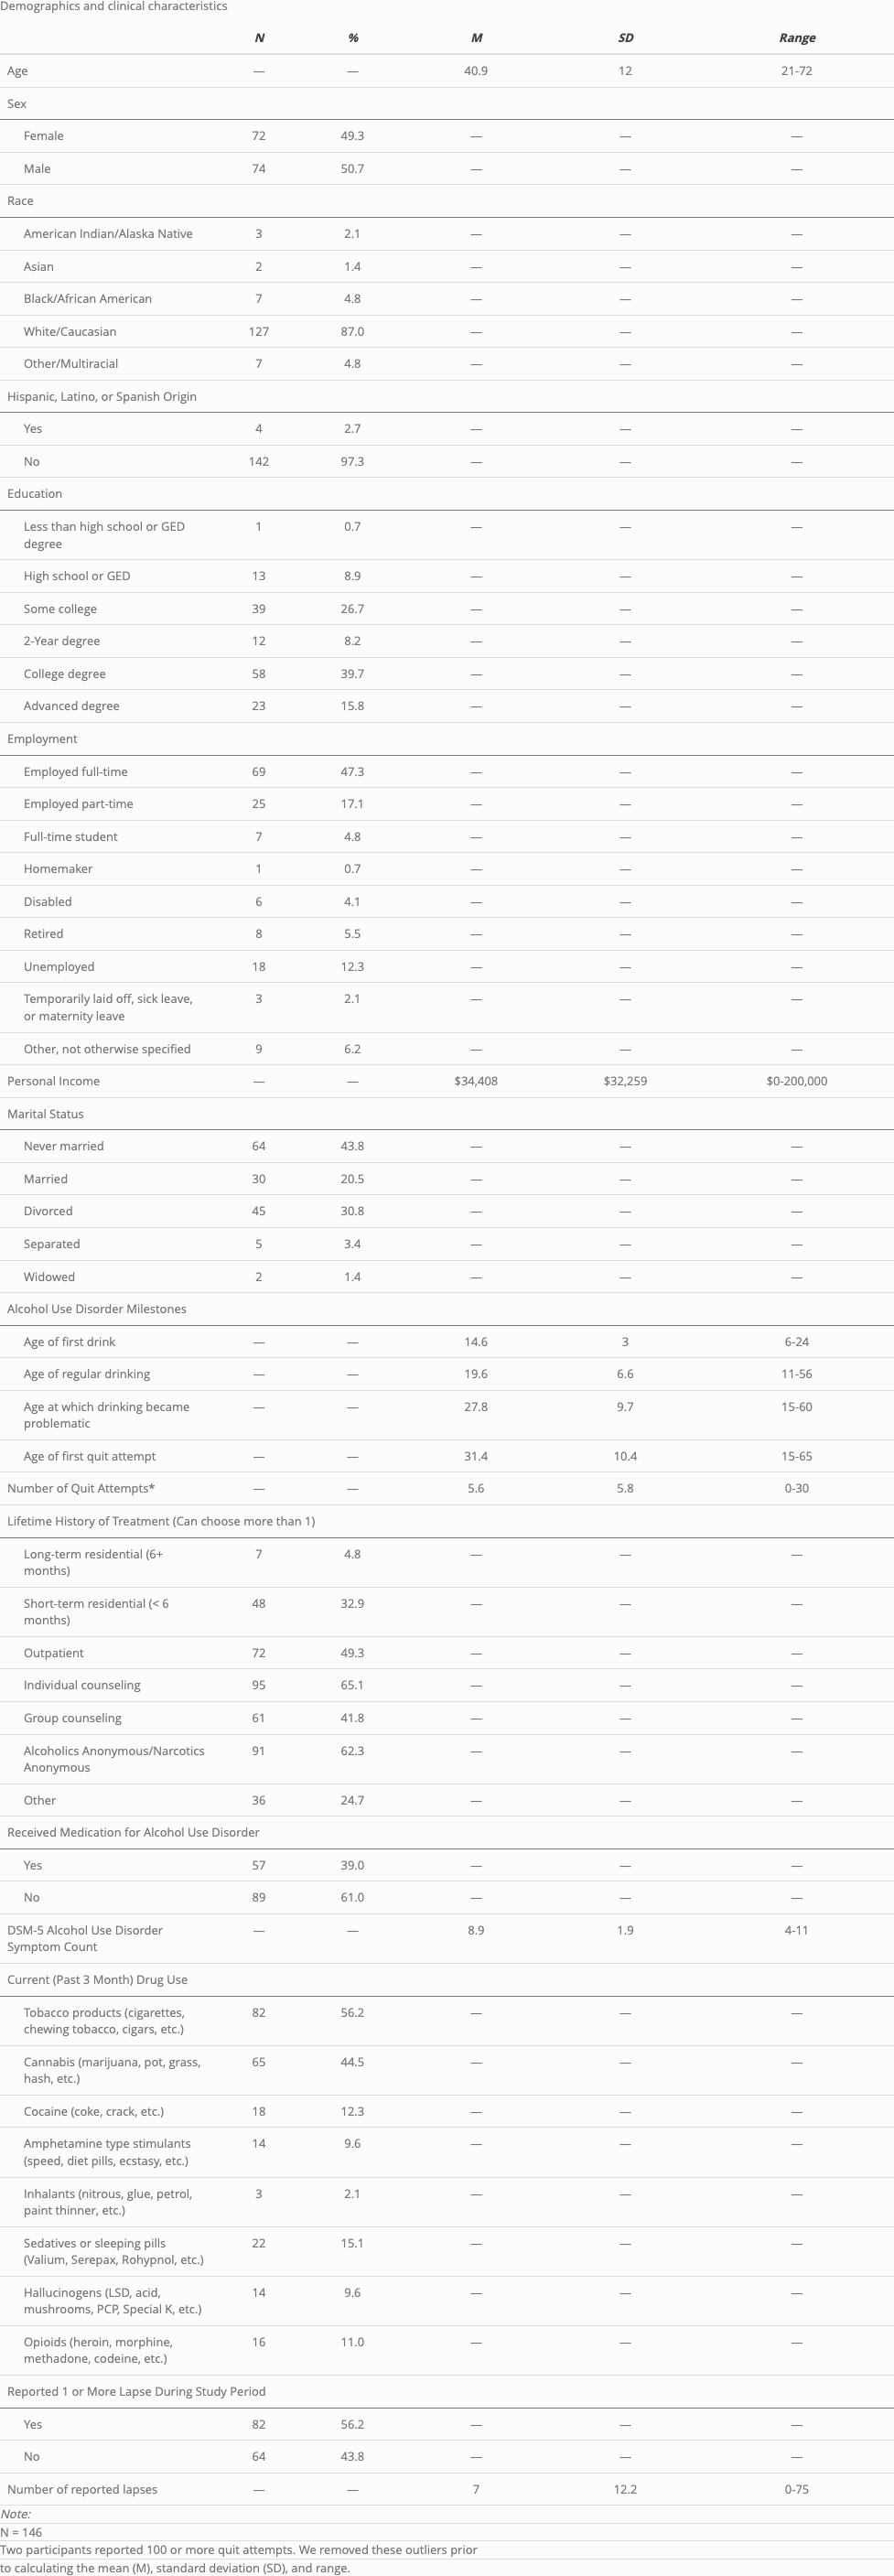 Demographics and clinical characteristics
N % M SD Range
Age — — 40.9 12 21-72
Sex
Female 72 49.3 — — —
Male 74 50.7 — — —
Race
American Indian/Alaska Native 3 2.1 — — —
Asian 2 1.4 — — —
Black/African American 7 4.8 — — —
White/Caucasian 127 87.0 — — —
Other/Multiracial 7 4.8 — — —
Hispanic, Latino, or Spanish Origin
Yes 4 2.7 — — —
No 142 97.3 — — —
Education
Less than high school or GED 1 0.7 — — —
degree
High school or GED 13 8.9 — — —
Some college 39 26.7 — — —
2-Year degree 12 8.2 — — —
College degree 58 39.7 — — —
Advanced degree 23 15.8 — — —
Employment
Employed full-time 69 47.3 — — —
Employed part-time 25 17.1 — — —
Full-time student 7 4.8 — — —
Homemaker 1 0.7 — — —
Disabled 6 4.1 — — —
Retired 8 5.5 — — —
Unemployed 18 12.3 — — —
Temporarily laid off, sick leave, 3 2.1 — — —
or maternity leave
Other, not otherwise specified 9 6.2 — — —
Personal Income — — $34,408 $32,259 $0-200,000
Marital Status
Never married 64 43.8 — — —
Married 30 20.5 — — —
Divorced 45 30.8 — — —
Separated 5 3.4 — — —
Widowed 2 1.4 — — —
Alcohol Use Disorder Milestones
Age of first drink — — 14.6 3 6-24
Age of regular drinking — — 19.6 6.6 11-56
Age at which drinking became — — 27.8 9.7 15-60
problematic
Age of first quit attempt — — 31.4 10.4 15-65
Number of Quit Attempts* — — 5.6 5.8 0-30
Lifetime History of Treatment (Can choose more than 1)
Long-term residential (6+ 7 4.8 — — —
months)
Short-term residential (< 6 48 32.9 — — —
months)
Outpatient 72 49.3 — — —
Individual counseling 95 65.1 — — —
Group counseling 61 41.8 — — —
Alcoholics Anonymous/Narcotics 91 62.3 — — —
Anonymous
Other 36 24.7 — — —
Received Medication for Alcohol Use Disorder
Yes 57 39.0 — — —
No 89 61.0 — — —
DSM-5 Alcohol Use Disorder — — 8.9 1.9 4-11
Symptom Count
Current (Past 3 Month) Drug Use
Tobacco products (cigarettes, 82 56.2 — — —
chewing tobacco, cigars, etc.)
Cannabis (marijuana, pot, grass, 65 44.5 — — —
hash, etc.)
Cocaine (coke, crack, etc.) 18 12.3 — — —
Amphetamine type stimulants 14 9.6 — — —
(speed, diet pills, ecstasy, etc.)
Inhalants (nitrous, glue, petrol, 3 2.1 — — —
paint thinner, etc.)
Sedatives or sleeping pills 22 15.1 — — —
(Valium, Serepax, Rohypnol, etc.)
Hallucinogens (LSD, acid, 14 9.6 — — —
mushrooms, PCP, Special K, etc.)
Opioids (heroin, morphine, 16 11.0 — — —
methadone, codeine, etc.)
Reported 1 or More Lapse During Study Period
Yes 82 56.2 — — —
No 64 43.8 — — —
Number of reported lapses — — 7 12.2 0-75
Note:
N = 146
Two participants reported 100 or more quit attempts. We removed these outliers prior
to calculating the mean (M), standard deviation (SD), and range.